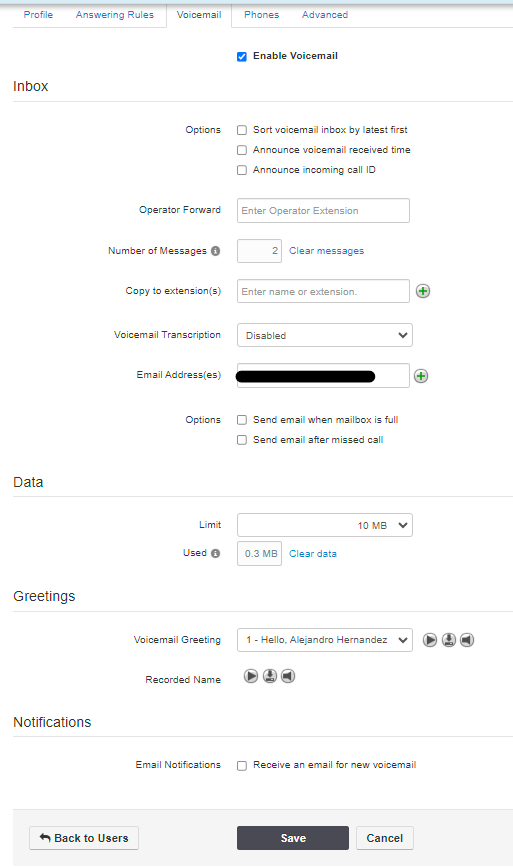 Profile Answering Rules Voicemail Phones Advanced
Enable Voicemail
Inbox
Options Sort voicemail inbox by latest first
Announce voicemail received time
Announce incoming call ID
Operator Forward Enter Operator Extension
Number of Messages 2 Clear messages
Copy to extension(s) Enter name or extension.
Voicemail Transcription Disabled
Email Address(es)
Options Send email when mailbox is full
Send email after missed call
Data
Limit 10 MB
Used 0.3 MB Clear data
Greetings
Voicemail Greeting 1 - Hello, Alejandro Hernandez
Recorded Name
Notifications
Email Notifications Receive an email for new voicemail
Back to Users Save Cancel